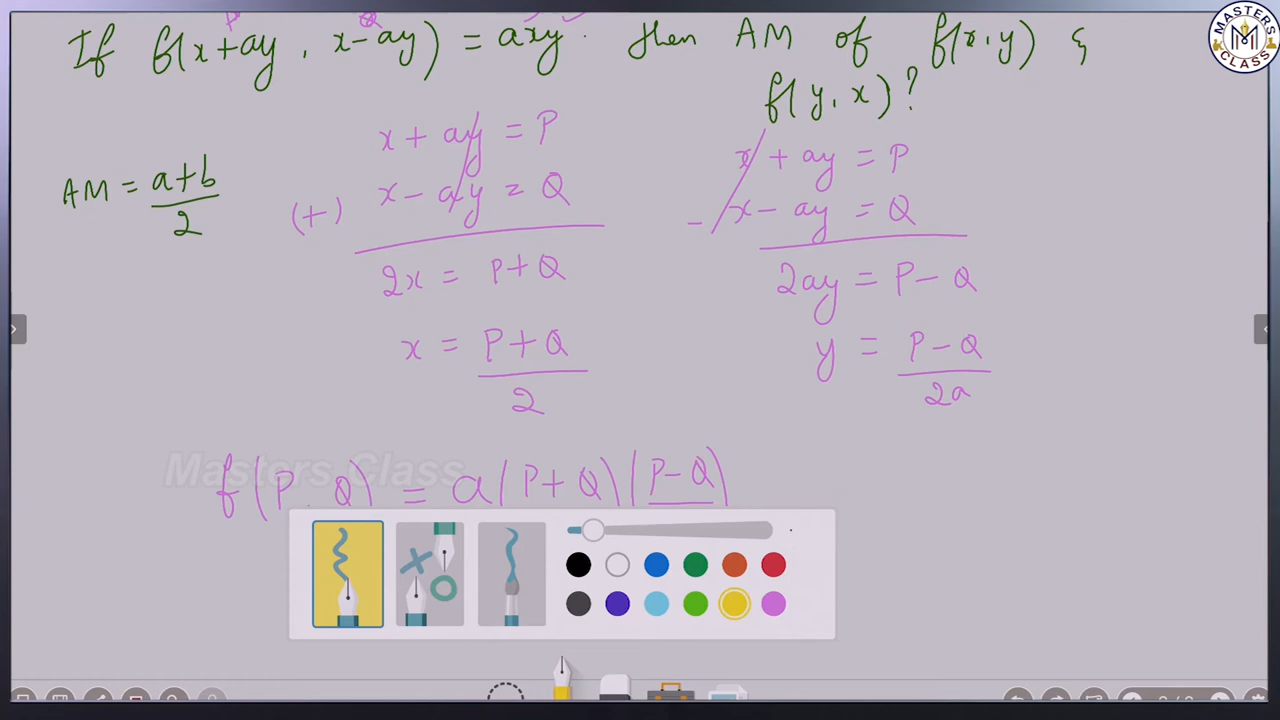 If f(x+ay , x-ay) = axy. then AM of f(x,y) &
f(y,x)?
P
Q
AM = a+b
2
x + ay = P
x - ay = Q
(+)
2x = P+Q
x = P+Q
2
x + ay = P
- x - ay = Q
2ay = P-Q
y = P-Q
2a
f(P, Q) = a(P+Q)(P-Q)
Masters Class
MASTERS
M
CLASS